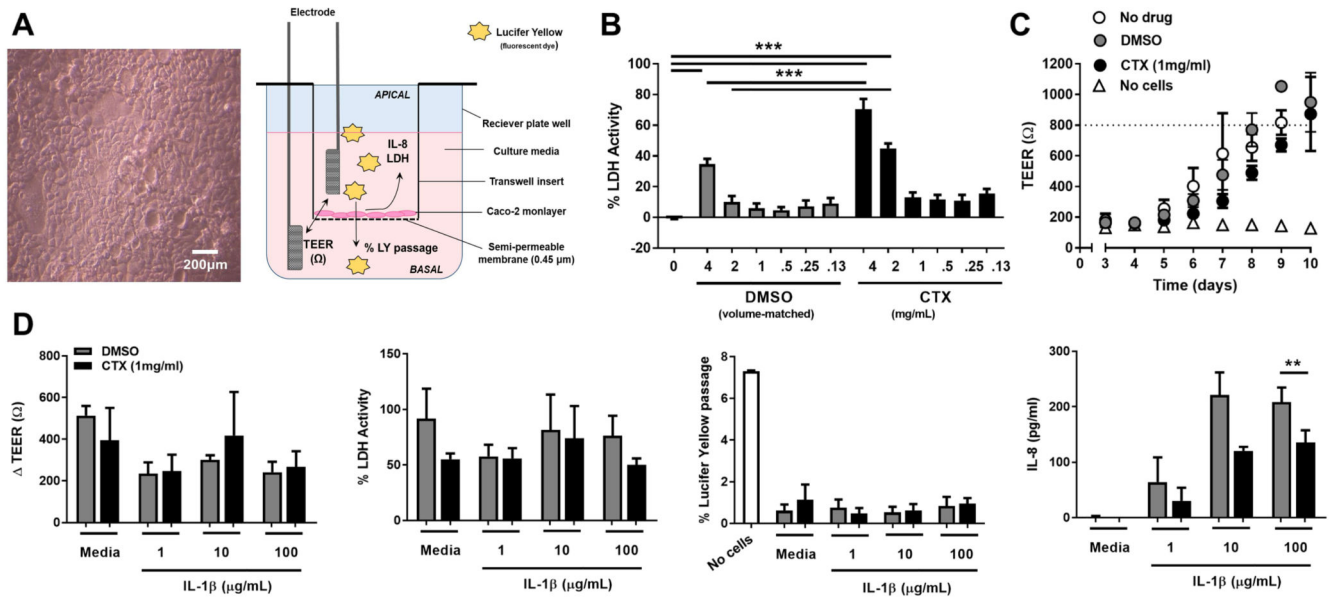 A
200µm
Electrode
Lucifer Yellow
(fluorescent dye)
APICAL
Reciever plate well
IL-8
LDH
Culture media
Transwell insert
Caco-2 monlayer
TEER
(Ω)
% LY passage
Semi-permeable
membrane (0.45 µm)
BASAL
B
***
***
% LDH Activity
100
80
60
40
20
0
-20
0 4 2 1 .5 .25 .13 4 2 1 .5 .25 .13
DMSO
(volume-matched)
CTX
(mg/mL)
C
No drug
DMSO
CTX (1mg/ml)
No cells
TEER (Ω)
1200
1000
800
600
400
200
0
0 3 4 5 6 7 8 9 10
Time (days)
D
DMSO
CTX (1mg/ml)
Δ TEER (Ω)
800
600
400
200
0
Media 1 10 100
IL-1β (µg/mL)
% LDH Activity
150
100
50
0
Media 1 10 100
IL-1β (µg/mL)
% Lucifer Yellow passage
8
6
4
2
0
No cells Media 1 10 100
IL-1β (µg/mL)
IL-8 (pg/ml)
300
200
100
0
**
Media 1 10 100
IL-1β (µg/mL)